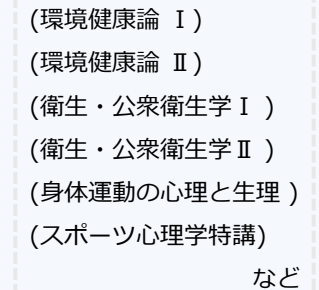 (環境健康論 Ⅰ)
(環境健康論 Ⅱ)
(衛生・公衆衛生学Ⅰ )
(衛生・公衆衛生学Ⅱ )
(身体運動の心理と生理 )
(スポーツ心理学特講)
など